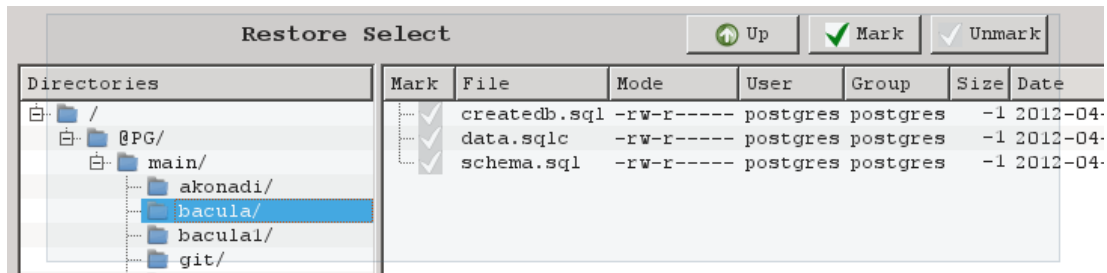 Restore Select
Up Mark Unmark
Directories
Mark File Mode User Group Size Date
/
createdb.sql -rw-r----- postgres postgres -1 2012-04-
@PG/
data.sqlc -rw-r----- postgres postgres -1 2012-04-
main/
schema.sql -rw-r----- postgres postgres -1 2012-04-
akonadi/
bacula/
bacula1/
git/